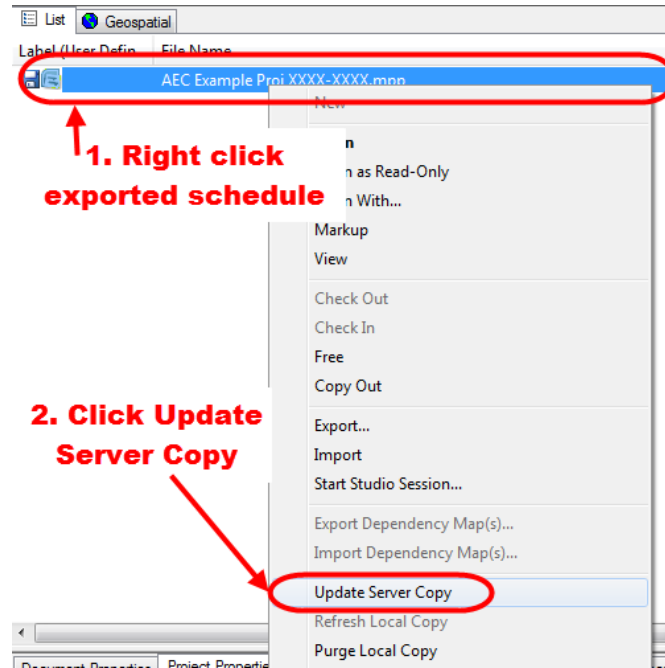 List Geospatial
Label (User Defin File Name
AEC Example Proj XXXX-XXXX.mpp
New
n
n as Read-Only
n With...
1. Right click
exported schedule
Markup
View
Check Out
Check In
Free
Copy Out
2. Click Update
Server Copy
Export...
Import
Start Studio Session...
Export Dependency Map(s)...
Import Dependency Map(s)...
Update Server Copy
Refresh Local Copy
Purge Local Copy
Document Properties Project Propertie